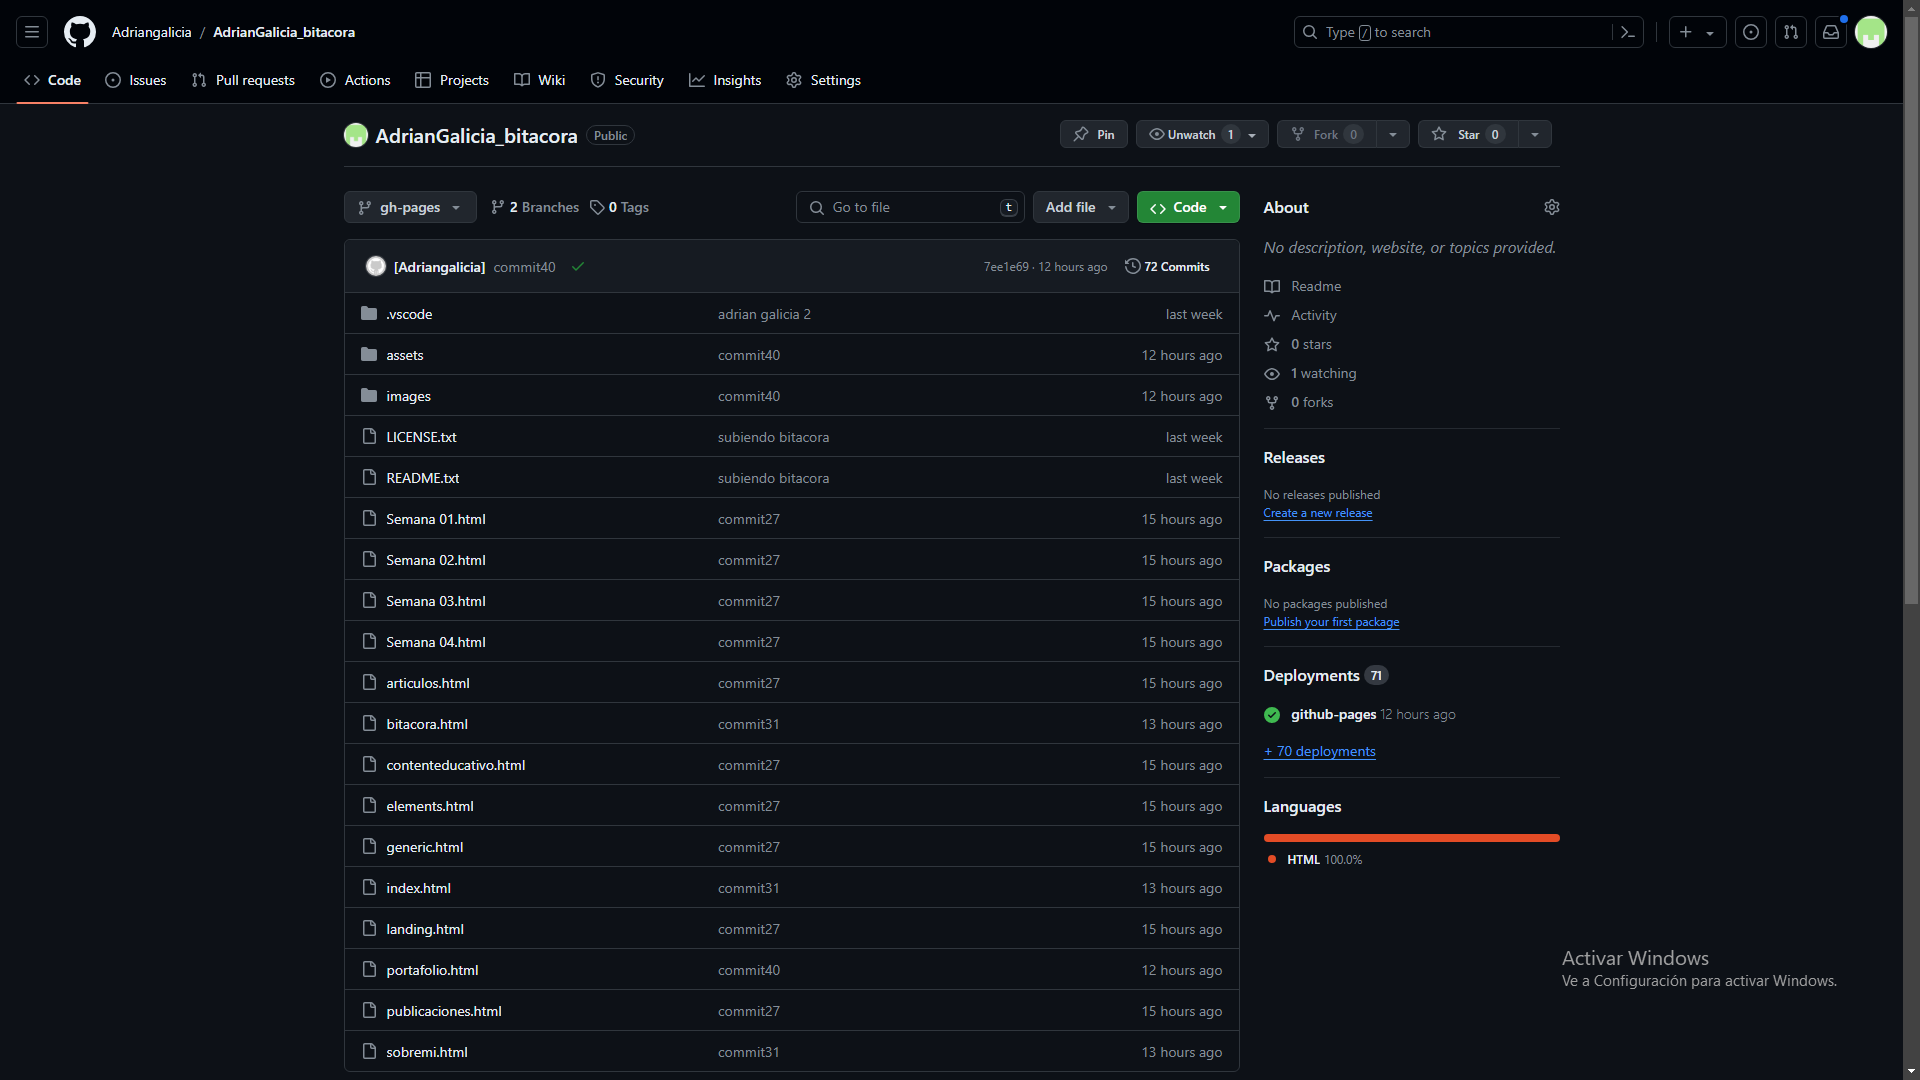 Adriangalicia / AdrianGalicia_bitacora
Type / to search
Code Issues Pull requests Actions Projects Wiki Security Insights Settings
AdrianGalicia_bitacora Public
Pin Unwatch 1 Fork 0 Star 0
gh-pages 2 Branches 0 Tags Go to file t Add file Code
[Adriangalicia] commit40 7ee1e69 · 12 hours ago 72 Commits
.vscode adrian galicia 2 last week
assets commit40 12 hours ago
images commit40 12 hours ago
LICENSE.txt subiendo bitacora last week
README.txt subiendo bitacora last week
Semana 01.html commit27 15 hours ago
Semana 02.html commit27 15 hours ago
Semana 03.html commit27 15 hours ago
Semana 04.html commit27 15 hours ago
articulos.html commit27 15 hours ago
bitacora.html commit31 13 hours ago
contenteducativo.html commit27 15 hours ago
elements.html commit27 15 hours ago
generic.html commit27 15 hours ago
index.html commit31 13 hours ago
landing.html commit27 15 hours ago
portafolio.html commit40 12 hours ago
publicaciones.html commit27 15 hours ago
sobremi.html commit31 13 hours ago
About
No description, website, or topics provided.
Readme
Activity
0 stars
1 watching
0 forks
Releases
No releases published
Create a new release
Packages
No packages published
Publish your first package
Deployments 71
github-pages 12 hours ago
+ 70 deployments
Languages
HTML 100.0%
Activar Windows
Ve a Configuración para activar Windows.